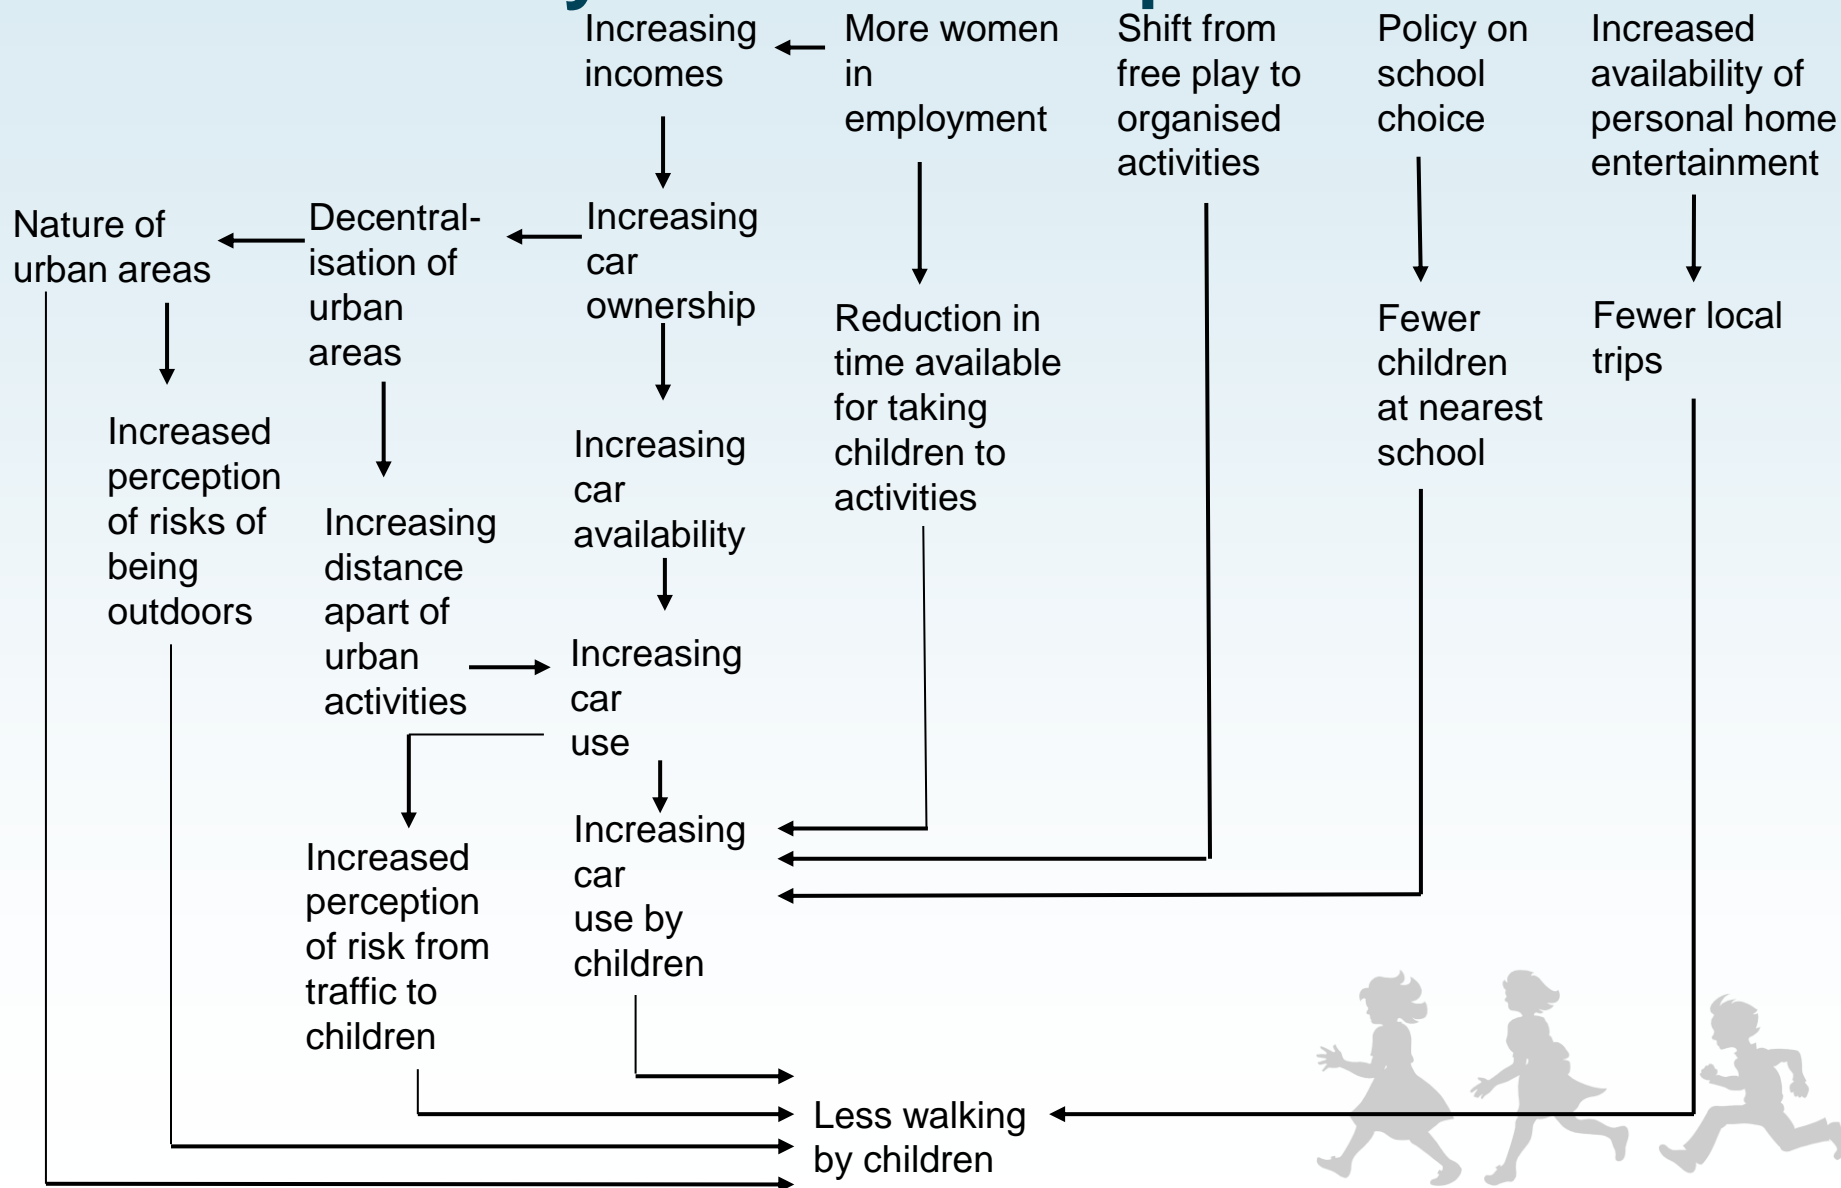 Increasing
incomes
More women
in
employment
Shift from
free play to
organised
activities
Policy on
school
choice
Increased
availability of
personal home
entertainment
Nature of
urban areas
Decentral-
isation of
urban
areas
Increasing
car
ownership
Reduction in
time available
for taking
children to
activities
Fewer
children
at nearest
school
Fewer local
trips
Increased
perception
of risks of
being
outdoors
Increasing
distance
apart of
urban
activities
Increasing
car
availability
Increasing
car
use
Increased
perception
of risk from
traffic to
children
Increasing
car
use by
children
Less walking
by children